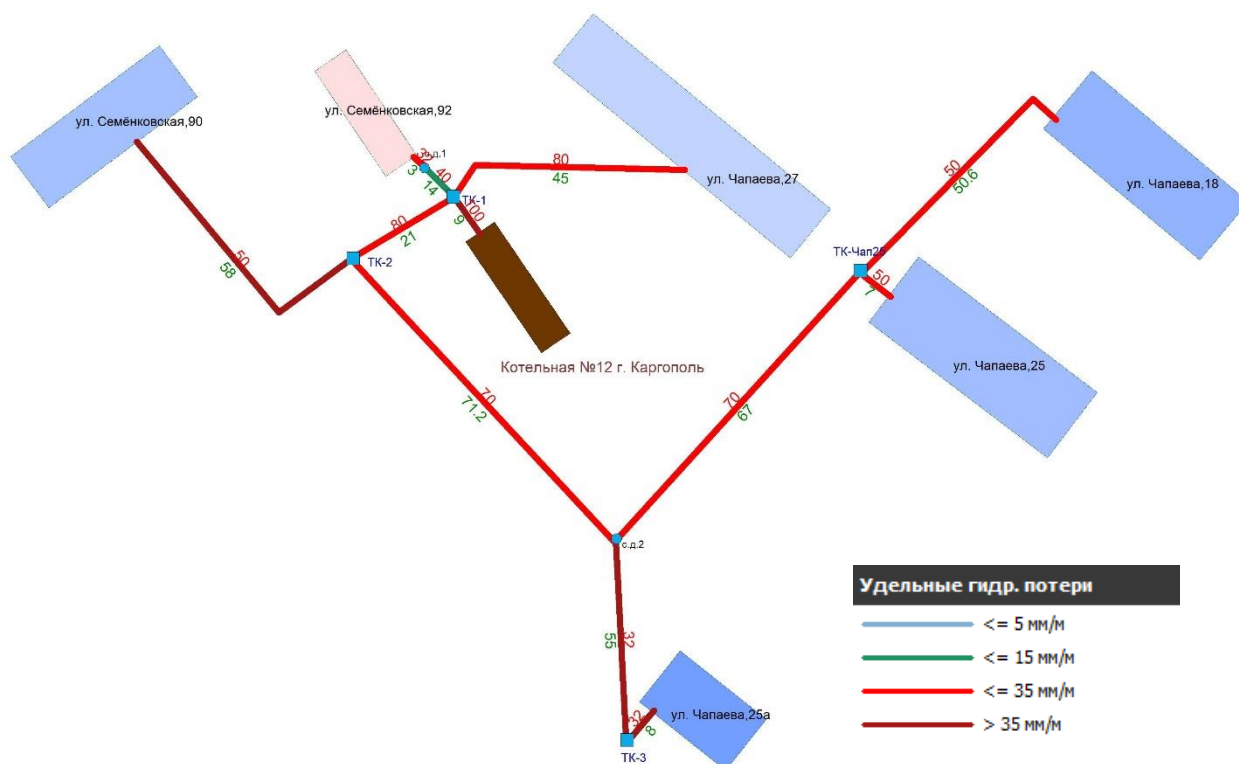 ул. Семёнковская,90
ул. Семёнковская,92
32
с.д.1
3
40
14
ТК-1
100
9
80
45
ул. Чапаева,27
50
50.6
ул. Чапаева,18
80
21
ТК-2
50
58
ТК-Чап25
50
7
ул. Чапаева,25
Котельная №12 г. Каргополь
70
71.2
70
67
с.д.2
32
55
32
8
ул. Чапаева,25а
ТК-3
Удельные гидр. потери
<= 5 мм/м
<= 15 мм/м
<= 35 мм/м
> 35 мм/м